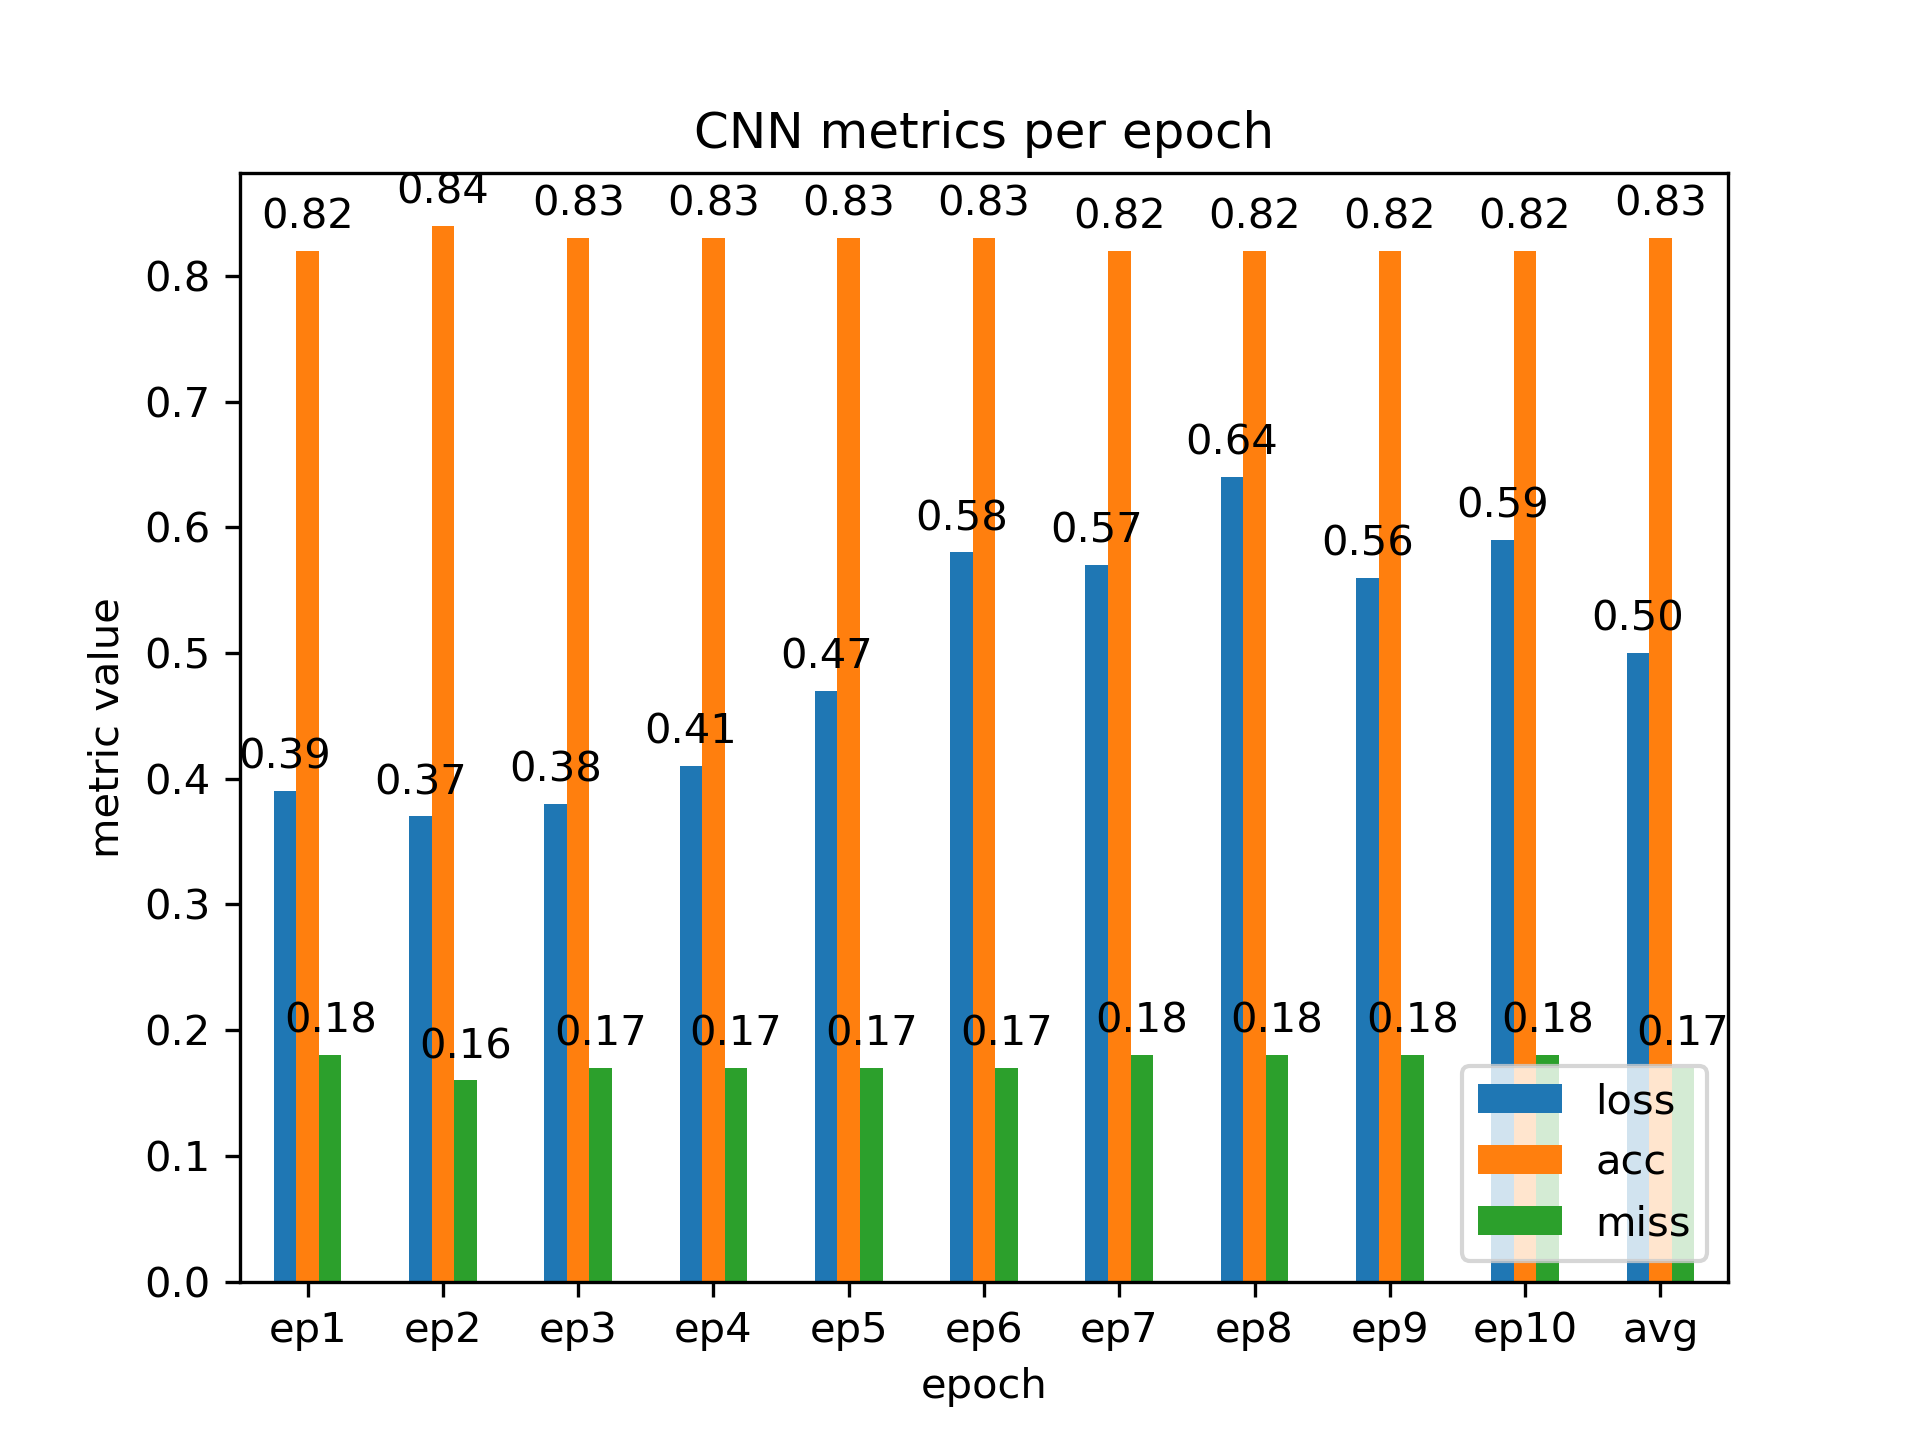 CNN metrics per epoch
0.82 0.84 0.83 0.83 0.83 0.83 0.82 0.82 0.82 0.82 0.83
0.39 0.37 0.38 0.41 0.47 0.58 0.57 0.64 0.56 0.59 0.50
0.18 0.16 0.17 0.17 0.17 0.17 0.18 0.18 0.18 0.18 0.17
metric value
0.8
0.7
0.6
0.5
0.4
0.3
0.2
0.1
0.0
loss
acc
miss
ep1 ep2 ep3 ep4 ep5 ep6 ep7 ep8 ep9 ep10 avg
epoch